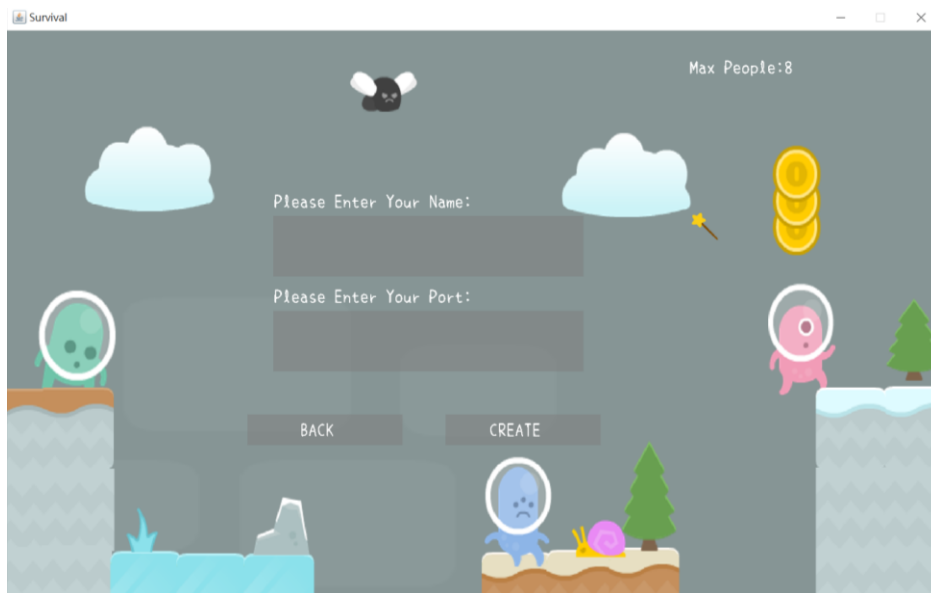 Survival
Max People:8
Please Enter Your Name:
Please Enter Your Port:
BACK
CREATE